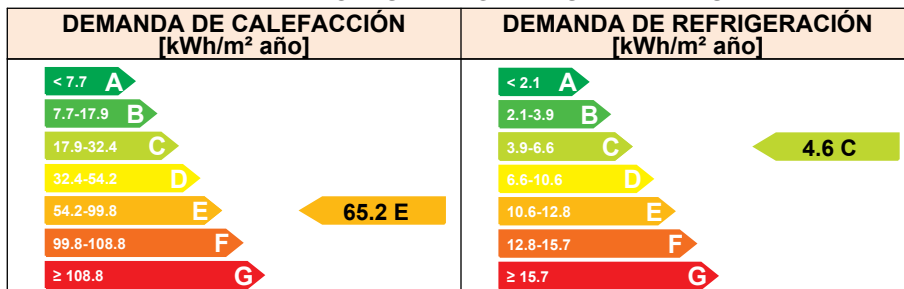 DEMANDA DE CALEFACCIÓN
[kWh/m² año]
< 7.7 A
7.7-17.9 B
17.9-32.4 C
32.4-54.2 D
54.2-99.8 E
65.2 E
99.8-108.8 F
≥ 108.8 G
DEMANDA DE REFRIGERACIÓN
[kWh/m² año]
< 2.1 A
2.1-3.9 B
3.9-6.6 C
4.6 C
6.6-10.6 D
10.6-12.8 E
12.8-15.7 F
≥ 15.7 G